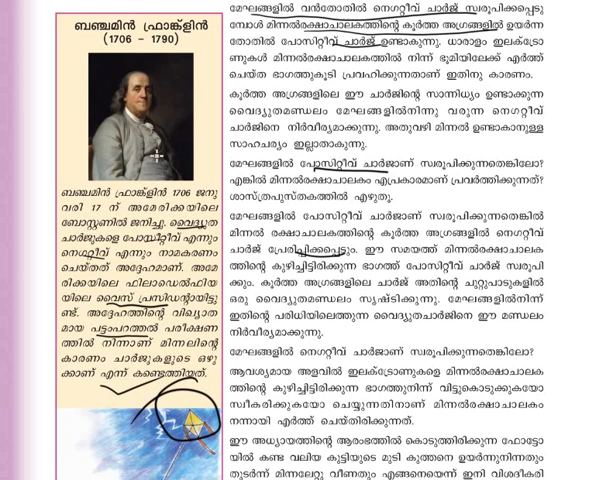 ബഞ്ചമിൻ ഫ്രാങ്ക്ളിൻ
(1706 - 1790)
ബഞ്ചമിൻ ഫ്രാങ്ക്ളിൻ 1706 ജനു
വരി 17 ന് അമേരിക്കയിലെ
ബോസ്റ്റണിൽ ജനിച്ചു. വൈദ്യുത
ചാർജുകളെ പോസിറ്റീവ് എന്നും
നെഗറ്റീവ് എന്നും നാമകരണം
ചെയ്തത് അദ്ദേഹമാണ്. അമേ
രിക്കയിലെ ഫിലാഡെൽഫിയ
യിലെ വൈസ് പ്രസിഡന്റായിട്ടു
ണ്ട്. അദ്ദേഹത്തിന്റെ വിഖ്യാത
മായ പട്ടംപറത്തൽ പരീക്ഷണ
ത്തിൽ നിന്നാണ് മിന്നലിന്റെ
കാരണം ചാർജുകളുടെ ഒഴു
ക്കാണ് എന്ന് കണ്ടെത്തിയത്.
മേഘങ്ങളിൽ വൻതോതിൽ നെഗറ്റീവ് ചാർജ് സ്വരൂപിക്കപ്പെടു
മ്പോൾ മിന്നൽരക്ഷാചാലകത്തിന്റെ കൂർത്ത അഗ്രങ്ങളിൽ ഉയർന്ന
തോതിൽ പോസിറ്റീവ് ചാർജ് ഉണ്ടാകുന്നു. ധാരാളം ഇലക്ട്രോ
ണുകൾ മിന്നൽരക്ഷാചാലകത്തിൽ നിന്ന് ഭൂമിയിലേക്ക് എർത്ത്
ചെയ്ത ഭാഗത്തുകൂടി പ്രവഹിക്കുന്നതാണ് ഇതിനു കാരണം.
കൂർത്ത അഗ്രങ്ങളിലെ ഈ ചാർജിന്റെ സാന്നിധ്യം ഉണ്ടാക്കുന്ന
വൈദ്യുതമണ്ഡലം മേഘങ്ങളിൽനിന്നു വരുന്ന നെഗറ്റീവ്
ചാർജിനെ നിർവീര്യമാക്കുന്നു. അതുവഴി മിന്നൽ ഉണ്ടാകാനുള്ള
സാഹചര്യം ഇല്ലാതാകുന്നു.
മേഘങ്ങളിൽ പോസിറ്റീവ് ചാർജാണ് സ്വരൂപിക്കുന്നതെങ്കിലോ?
എങ്കിൽ മിന്നൽരക്ഷാചാലകം എപ്രകാരമാണ് പ്രവർത്തിക്കുന്നത്?
ശാസ്ത്രപുസ്തകത്തിൽ എഴുതൂ.
മേഘങ്ങളിൽ പോസിറ്റീവ് ചാർജാണ് സ്വരൂപിക്കുന്നതെങ്കിൽ
മിന്നൽ രക്ഷാചാലകത്തിന്റെ കൂർത്ത അഗ്രങ്ങളിൽ നെഗറ്റീവ്
ചാർജ് പ്രേരിപ്പിക്കപ്പെടും. ഈ സമയത്ത് മിന്നൽരക്ഷാചാലക
ത്തിന്റെ കുഴിച്ചിട്ടിരിക്കുന്ന ഭാഗത്ത് പോസിറ്റീവ് ചാർജ് സ്വരൂപി
ക്കും. കൂർത്ത അഗ്രങ്ങളിലെ ചാർജ് അതിന്റെ ചുറ്റുപാടുകളിൽ
ഒരു വൈദ്യുതമണ്ഡലം സൃഷ്ടിക്കുന്നു. മേഘങ്ങളിൽനിന്ന്
ഇതിന്റെ പരിധിയിലെത്തുന്ന വൈദ്യുതചാർജിനെ ഈ മണ്ഡലം
നിർവീര്യമാക്കുന്നു.
മേഘങ്ങളിൽ നെഗറ്റീവ് ചാർജാണ് സ്വരൂപിക്കുന്നതെങ്കിലോ?
ആവശ്യമായ അളവിൽ ഇലക്ട്രോണുകളെ മിന്നൽരക്ഷാചാലക
ത്തിന്റെ കുഴിച്ചിട്ടിരിക്കുന്ന ഭാഗത്തുനിന്ന് വിട്ടുകൊടുക്കുകയോ
സ്വീകരിക്കുകയോ ചെയ്യുന്നതിനാണ് മിന്നൽരക്ഷാചാലകം
നന്നായി എർത്ത് ചെയ്തിരിക്കുന്നത്.
ഈ അധ്യായത്തിന്റെ ആരംഭത്തിൽ കൊടുത്തിരിക്കുന്ന ഫോട്ടോ
യിൽ കണ്ട വലിയ കുട്ടിയുടെ മുടി കുത്തനെ ഉയർന്നുനിന്നതും
തുടർന്ന് മിന്നലേറ്റു വീണതും എങ്ങനെയെന്ന് ഇനി വിശദീകരി